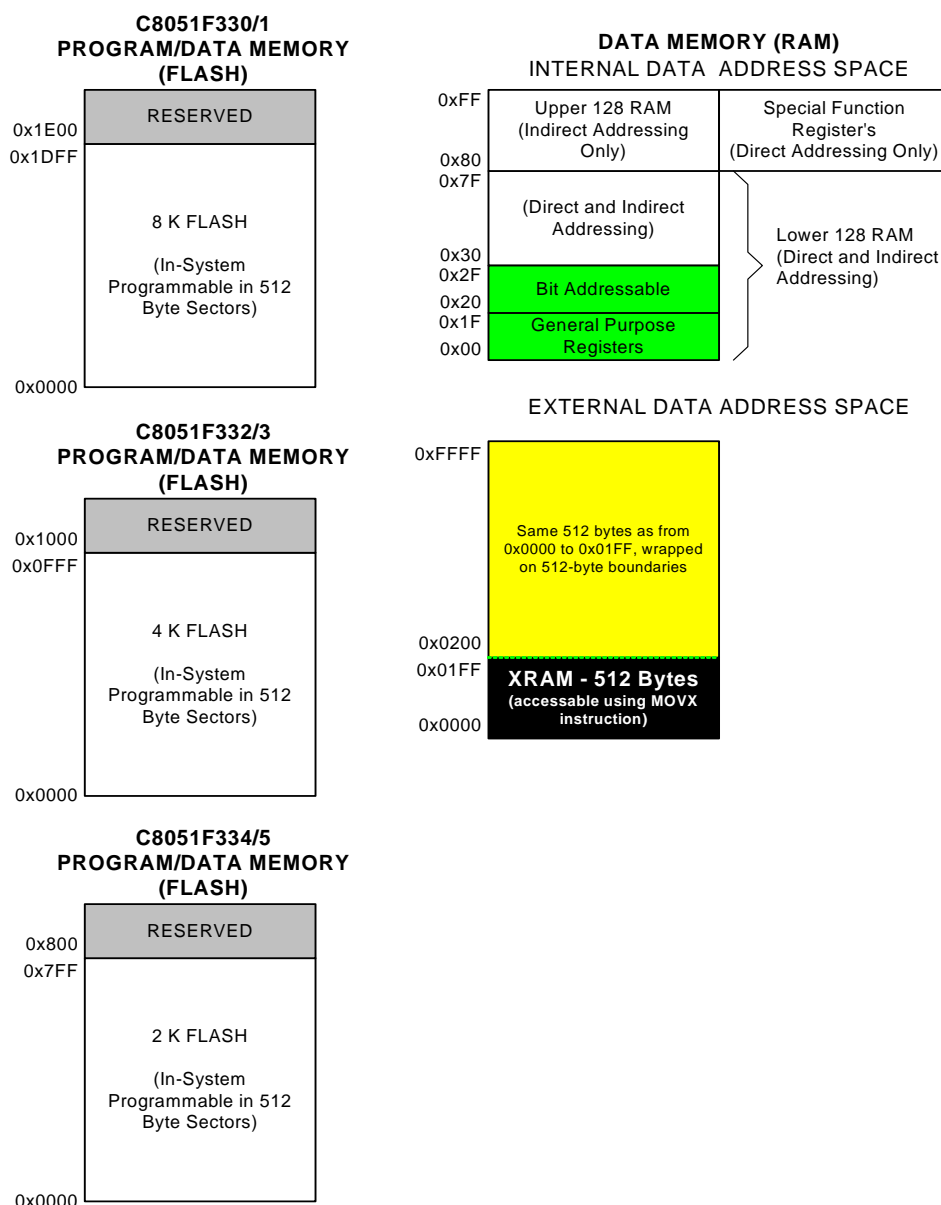 C8051F330/1
PROGRAM/DATA MEMORY
(FLASH)
RESERVED
0x1E00
0x1DFF
8 K FLASH
(In-System
Programmable in 512
Byte Sectors)
0x0000
C8051F332/3
PROGRAM/DATA MEMORY
(FLASH)
RESERVED
0x1000
0x0FFF
4 K FLASH
(In-System
Programmable in 512
Byte Sectors)
0x0000
C8051F334/5
PROGRAM/DATA MEMORY
(FLASH)
RESERVED
0x800
0x7FF
2 K FLASH
(In-System
Programmable in 512
Byte Sectors)
0x0000
DATA MEMORY (RAM)
INTERNAL DATA ADDRESS SPACE
0xFF
Upper 128 RAM
(Indirect Addressing
Only)
Special Function
Register's
(Direct Addressing Only)
0x80
0x7F
(Direct and Indirect
Addressing)
Lower 128 RAM
(Direct and Indirect
Addressing)
0x30
0x2F
Bit Addressable
0x20
0x1F
General Purpose
Registers
0x00
EXTERNAL DATA ADDRESS SPACE
0xFFFF
Same 512 bytes as from
0x0000 to 0x01FF, wrapped
on 512-byte boundaries
0x0200
0x01FF
XRAM - 512 Bytes
(accessable using MOVX
instruction)
0x0000